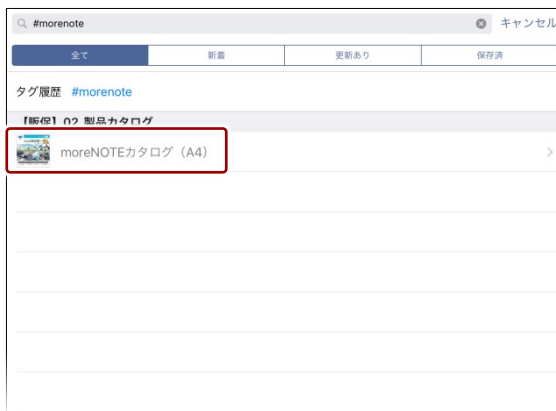 #morenote キャンセル
全て 新着 更新あり 保存済
タグ履歴 #morenote
【販促】02_製品カタログ
moreNOTEカタログ（A4）